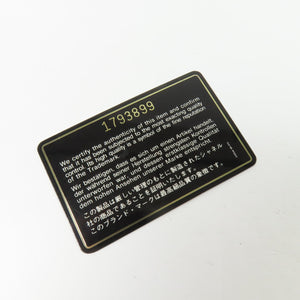 1793899
We certify the authenticity of this item and confirm
that it has been subjected to the most exacting quality
control. Its high quality is a symbol of the fine reputation
of the Trademark.
Wir bestätigen, dass es sich um einen Artikel handelt,
der während seiner Herstellung strengsten Kontrollen
unterworfen war, und dessen erstklassige Qualität
dem hohen Ansehen unserer Marke entspricht.
この製品は厳しい管理のもとに製造されたシャネル
社の商品であることを証明いたします。
このブランド・マークは最高級品質の象徴です。